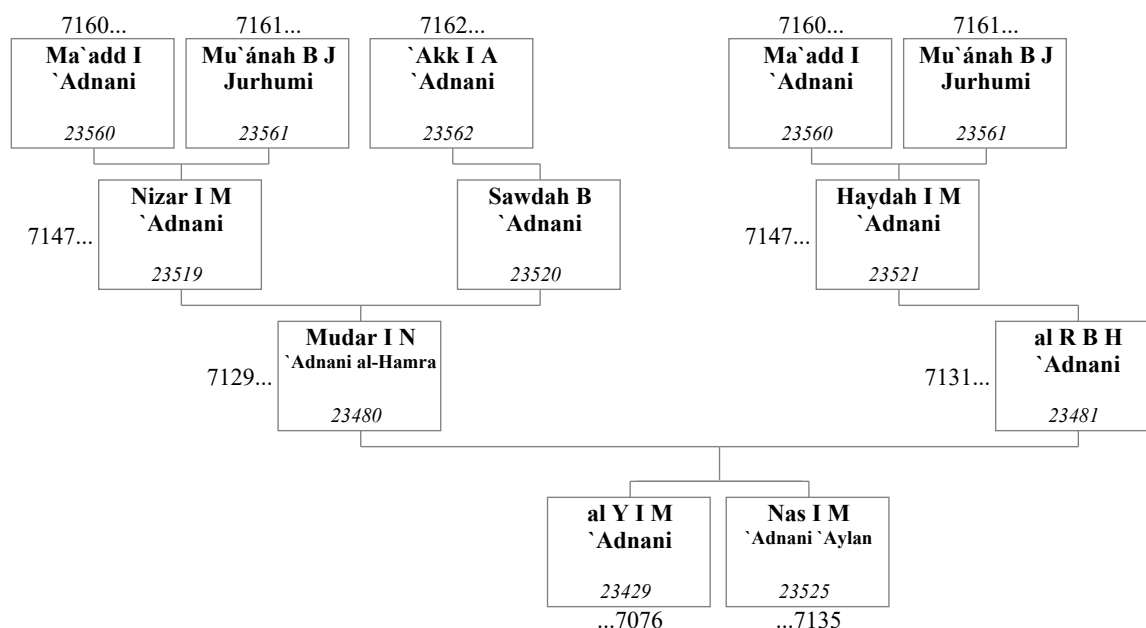 7160... 7161... 7162... 7160... 7161...
Ma`add I Mu`ánah B J `Akk I A Ma`add I Mu`ánah B J
`Adnani Jurhumi `Adnani `Adnani Jurhumi
23560 23561 23562 23560 23561
Nizar I M Sawdah B Haydah I M
`Adnani `Adnani `Adnani
7147... 7147...
23519 23520 23521
Mudar I N al R B H
`Adnani al-Hamra `Adnani
7129... 7131...
23480 23481
al Y I M Nas I M
`Adnani `Adnani `Aylan
23429 23525
...7076 ...7135